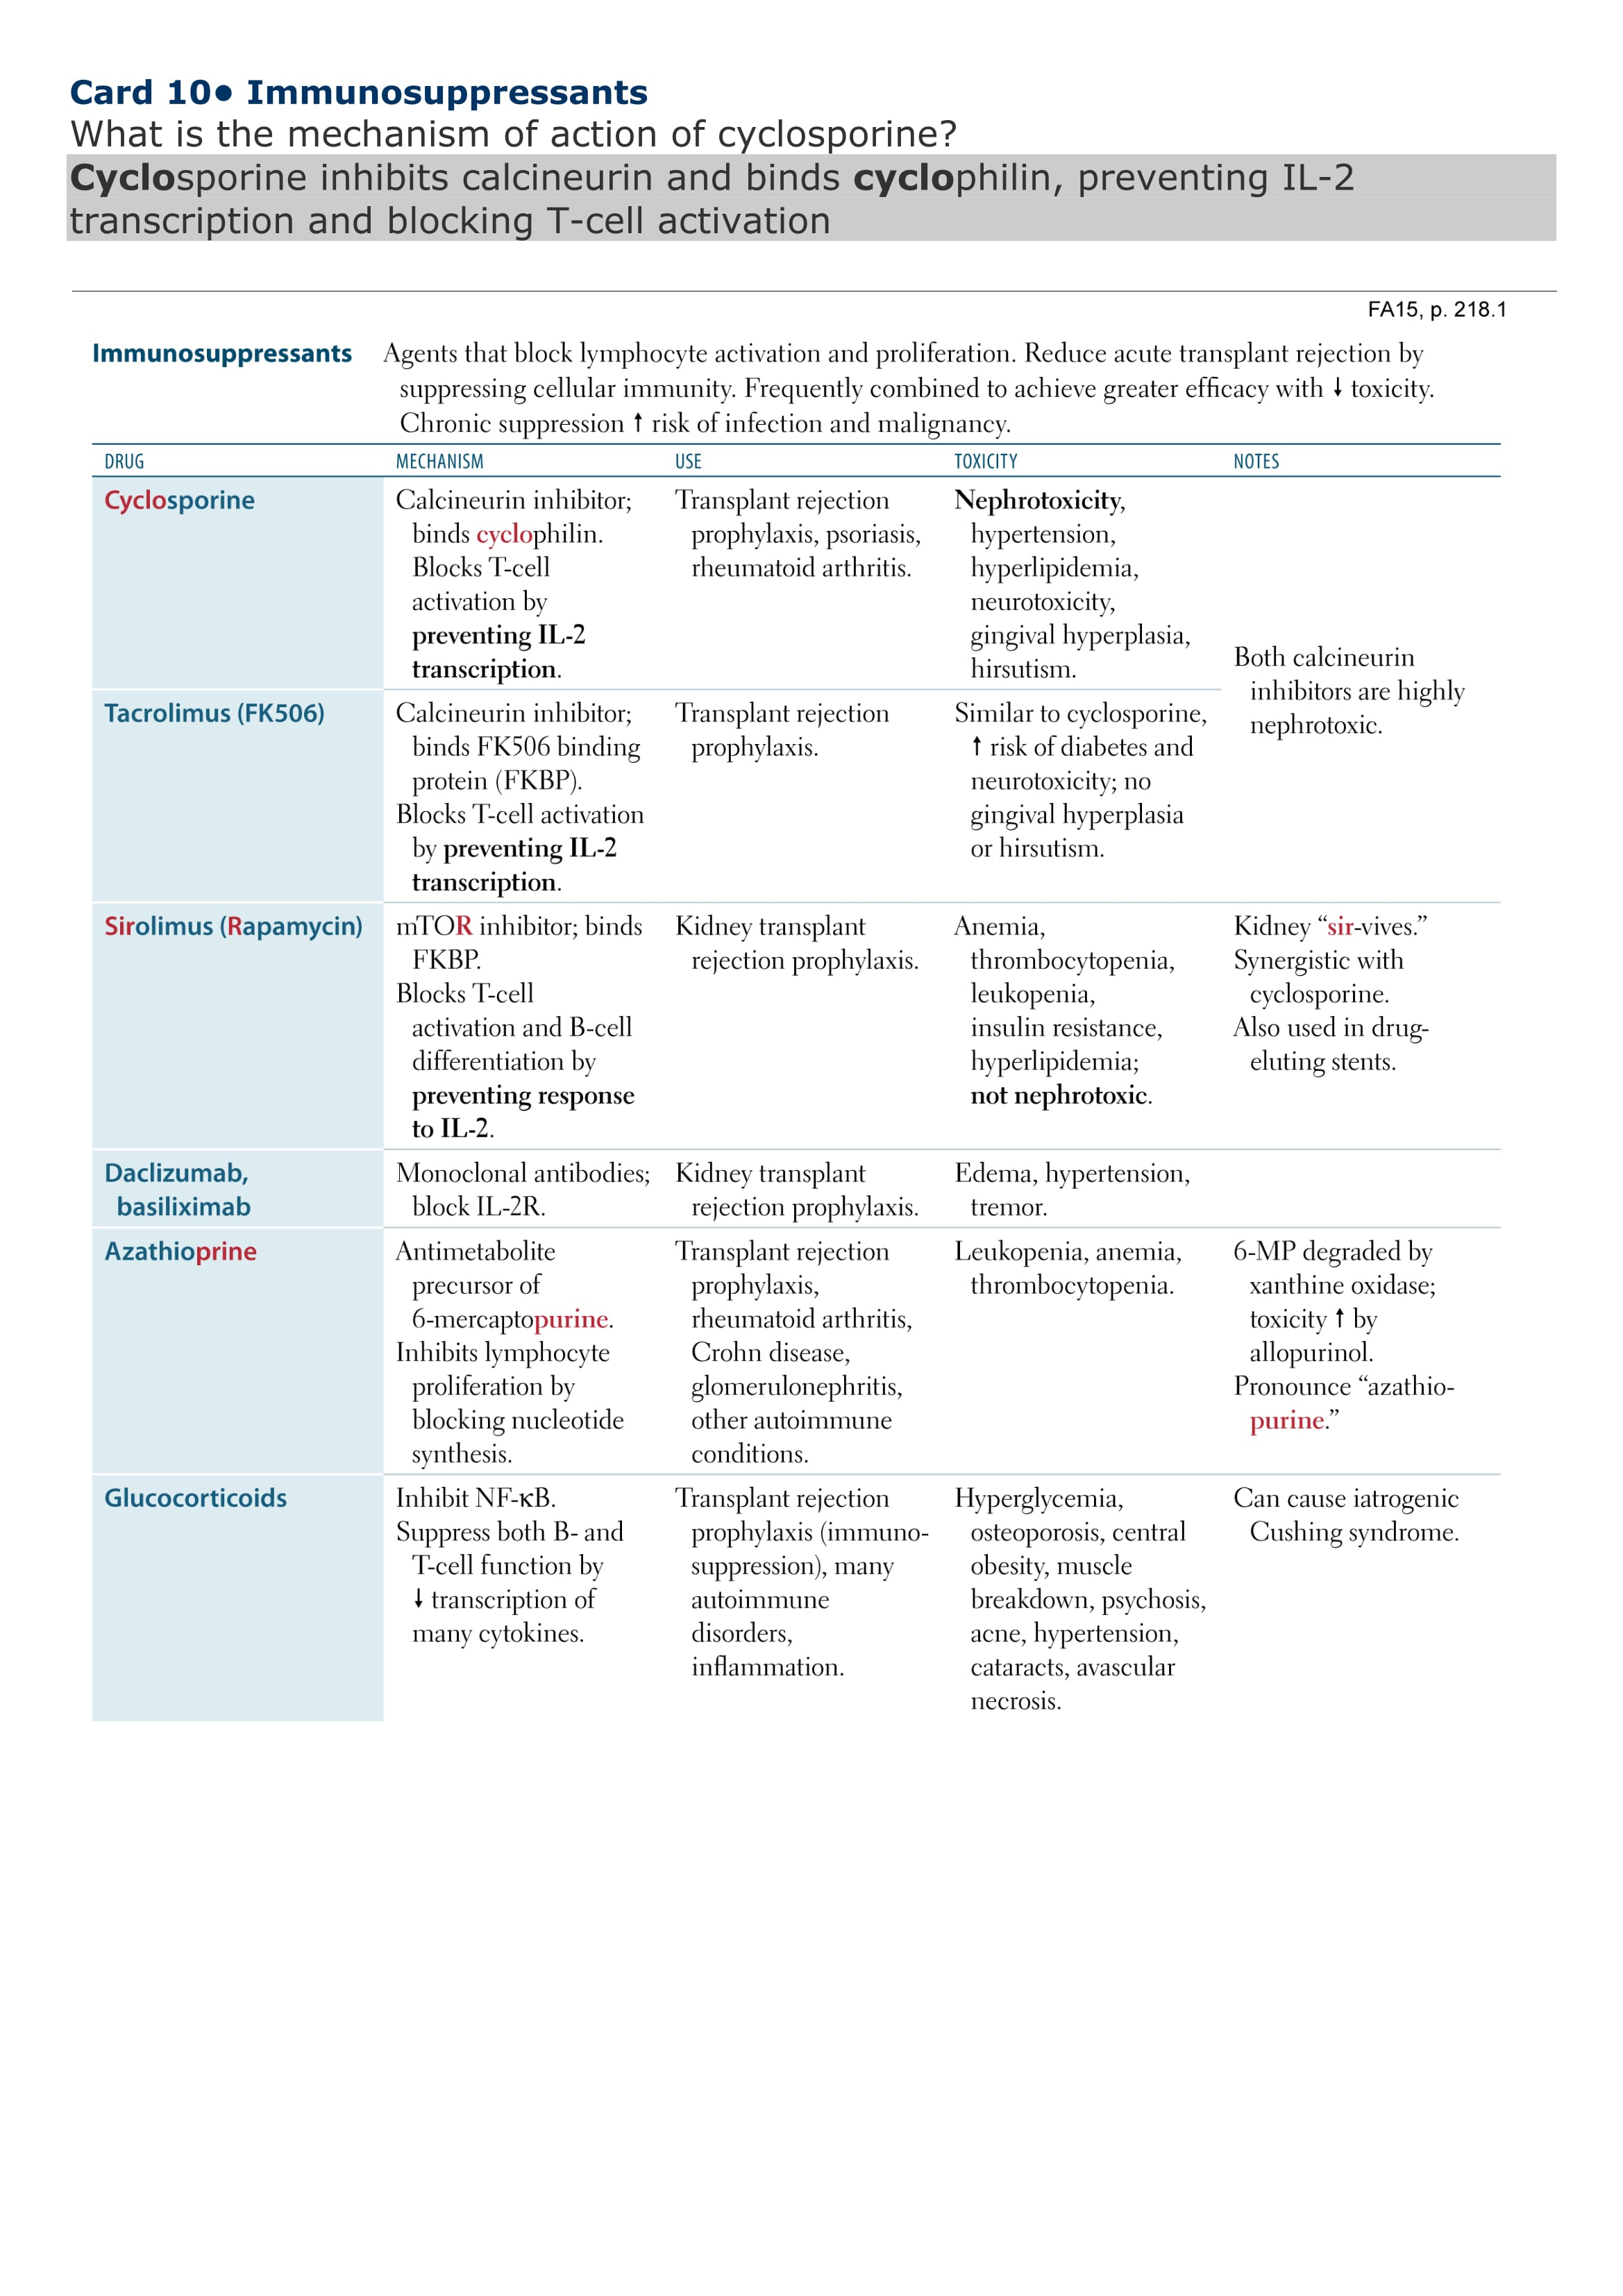 Card 10● Immunosuppressants
What is the mechanism of action of cyclosporine?
Cyclosporine inhibits calcineurin and binds cyclophilin, preventing IL-2
transcription and blocking T-cell activation
FA15, p. 218.1
Immunosuppressants
Agents that block lymphocyte activation and proliferation. Reduce acute transplant rejection by
suppressing cellular immunity. Frequently combined to achieve greater efficacy with ↓ toxicity.
Chronic suppression ↑ risk of infection and malignancy.
DRUG
MECHANISM
USE
TOXICITY
NOTES
Cyclosporine
Calcineurin inhibitor;
binds cyclophilin.
Blocks T-cell
activation by
preventing IL-2
transcription.
Transplant rejection
prophylaxis, psoriasis,
rheumatoid arthritis.
Nephrotoxicity,
hypertension,
hyperlipidemia,
neurotoxicity,
gingival hyperplasia,
hirsutism.
Both calcineurin
inhibitors are highly
nephrotoxic.
Tacrolimus (FK506)
Calcineurin inhibitor;
binds FK506 binding
protein (FKBP).
Blocks T-cell activation
by preventing IL-2
transcription.
Transplant rejection
prophylaxis.
Similar to cyclosporine,
↑ risk of diabetes and
neurotoxicity; no
gingival hyperplasia
or hirsutism.
Sirolimus (Rapamycin)
mTOR inhibitor; binds
FKBP.
Blocks T-cell
activation and B-cell
differentiation by
preventing response
to IL-2.
Kidney transplant
rejection prophylaxis.
Anemia,
thrombocytopenia,
leukopenia,
insulin resistance,
hyperlipidemia;
not nephrotoxic.
Kidney “sir-vives.”
Synergistic with
cyclosporine.
Also used in drug-
eluting stents.
Daclizumab,
basiliximab
Monoclonal antibodies;
block IL-2R.
Kidney transplant
rejection prophylaxis.
Edema, hypertension,
tremor.
Azathioprine
Antimetabolite
precursor of
6-mercaptopurine.
Inhibits lymphocyte
proliferation by
blocking nucleotide
synthesis.
Transplant rejection
prophylaxis,
rheumatoid arthritis,
Crohn disease,
glomerulonephritis,
other autoimmune
conditions.
Leukopenia, anemia,
thrombocytopenia.
6-MP degraded by
xanthine oxidase;
toxicity ↑ by
allopurinol.
Pronounce “azathio-
purine.”
Glucocorticoids
Inhibit NF-κB.
Suppress both B- and
T-cell function by
↓ transcription of
many cytokines.
Transplant rejection
prophylaxis (immuno-
suppression), many
autoimmune
disorders,
inflammation.
Hyperglycemia,
osteoporosis, central
obesity, muscle
breakdown, psychosis,
acne, hypertension,
cataracts, avascular
necrosis.
Can cause iatrogenic
Cushing syndrome.